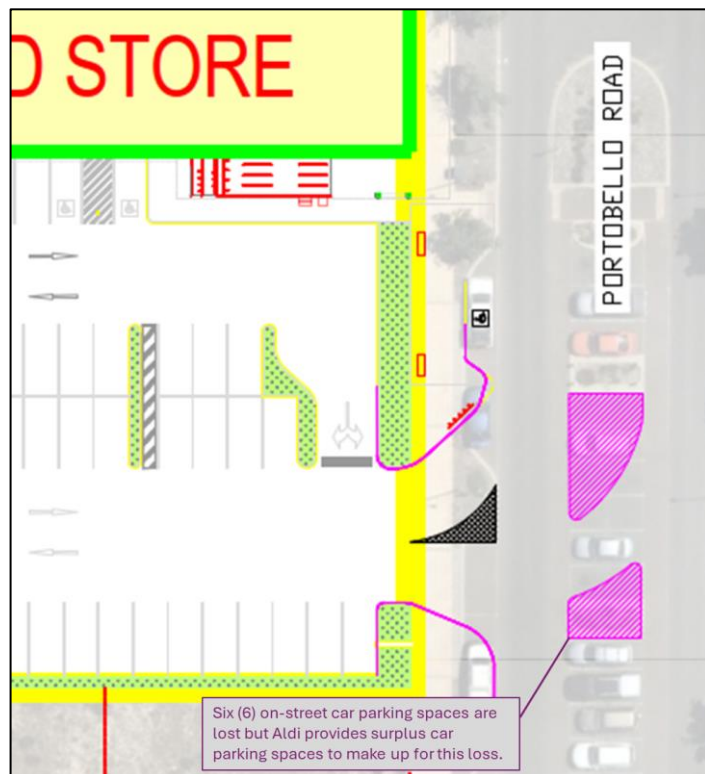 D STORE
PORTOBELLO ROAD
Six (6) on-street car parking spaces are
lost but Aldi provides surplus car
parking spaces to make up for this loss.